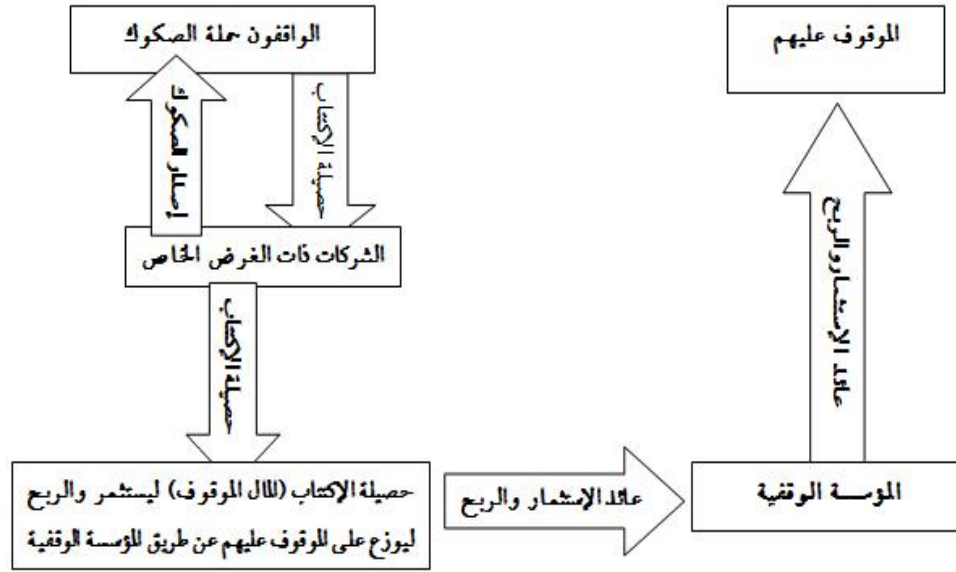 الواقفون حملة الصكوك
الموقوف عليهم
إصدار الصكوك
حصيلة الإكتتاب
الشركات ذات الغرض الخاص
حصيلة الإكتتاب
عائد الإستثمار والربح
حصيلة الإكتتاب (المال الموقوف) ليستثمر والربح
ليوزع على الموقوف عليهم عن طريق المؤسسة الوقفية
عائد الإستثمار والربح
المؤسسة الوقفية